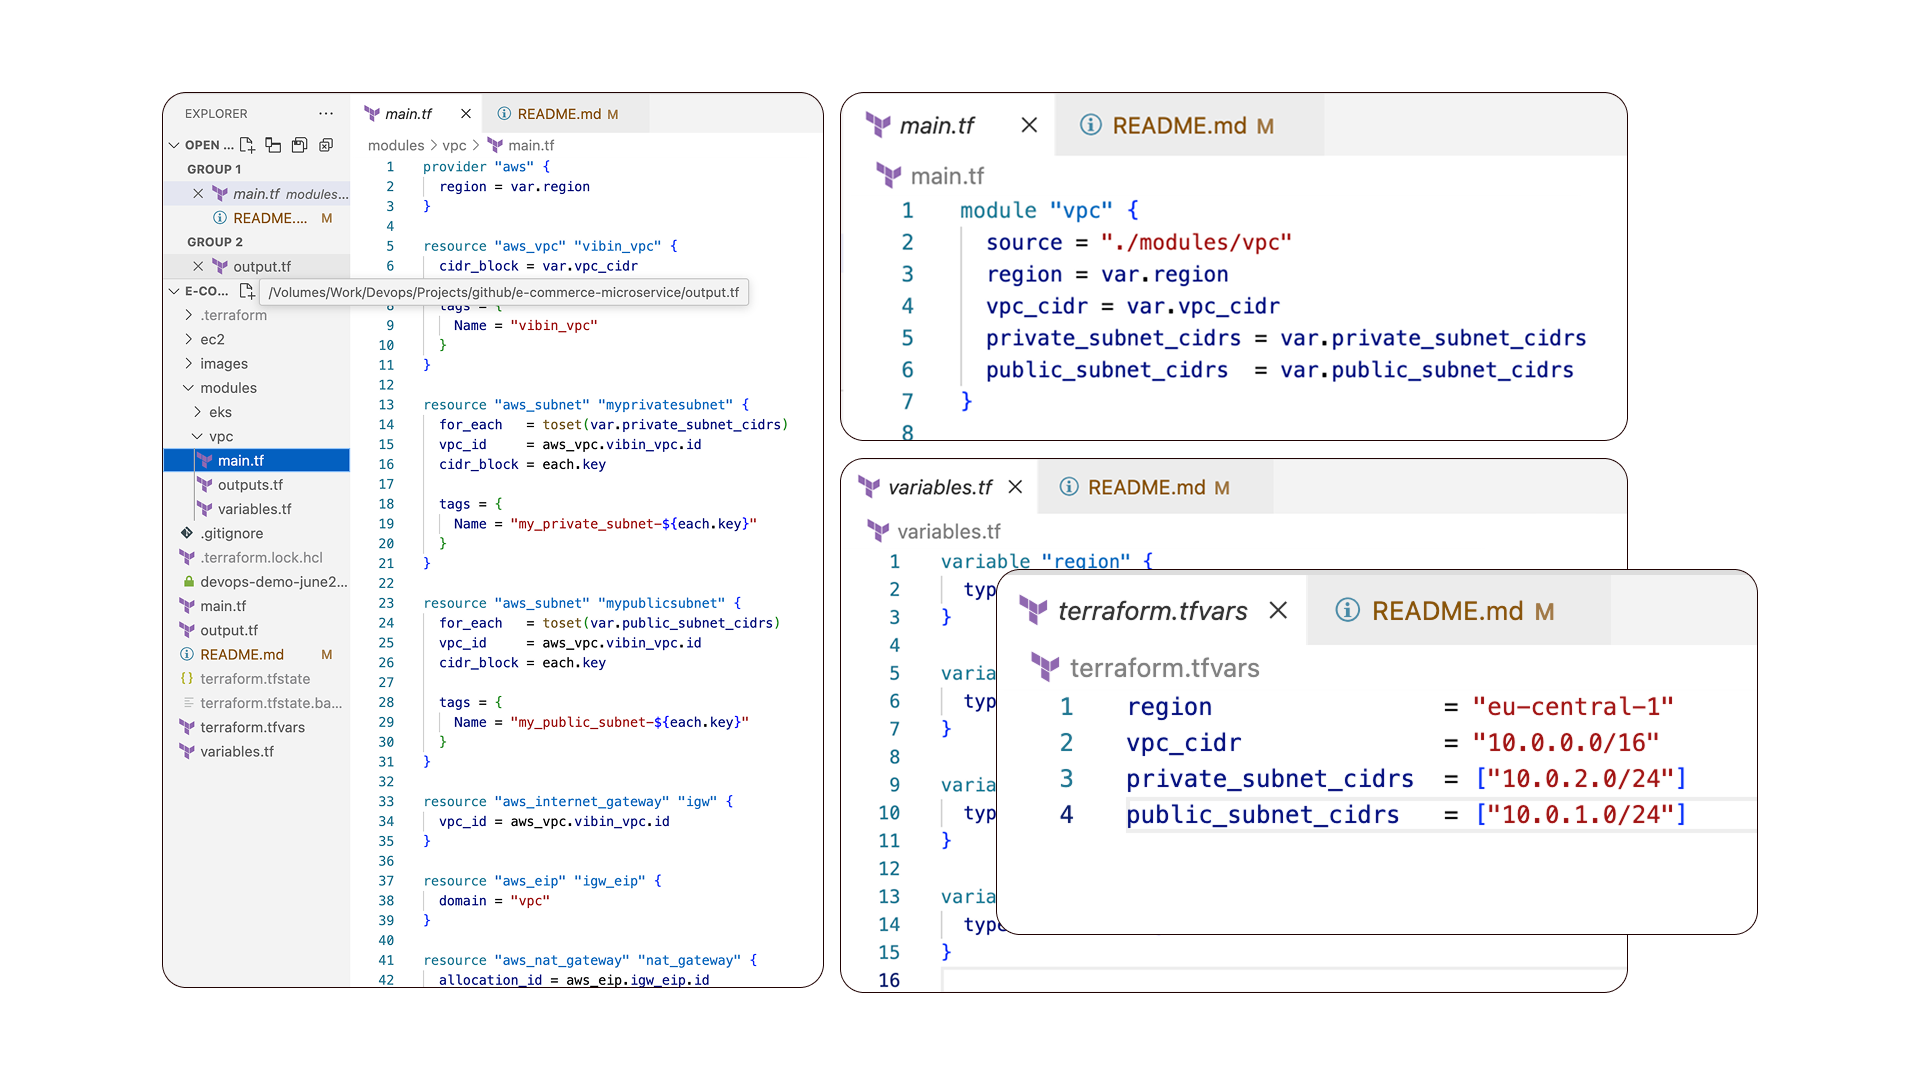 EXPLORER ...
OPEN ...
GROUP 1
main.tf modules...
README.... M
GROUP 2
output.tf
E-CO...
/Volumes/Work/Devops/Projects/github/e-commerce-microservice/output.tf
.terraform
ec2
images
modules
eks
vpc
main.tf
outputs.tf
variables.tf
.gitignore
.terraform.lock.hcl
devops-demo-june2...
main.tf
output.tf
README.md M
terraform.tfstate
terraform.tfstate.ba...
terraform.tfvars
variables.tf
main.tf README.md M
modules > vpc > main.tf
1 provider "aws" {
2 region = var.region
3 }
4
5 resource "aws_vpc" "vibin_vpc" {
6 cidr_block = var.vpc_cidr
8 tags = {
9 Name = "vibin_vpc"
10 }
11 }
12
13 resource "aws_subnet" "myprivatesubnet" {
14 for_each = toset(var.private_subnet_cidrs)
15 vpc_id = aws_vpc.vibin_vpc.id
16 cidr_block = each.key
17
18 tags = {
19 Name = "my_private_subnet-${each.key}"
20 }
21 }
22
23 resource "aws_subnet" "mypublicsubnet" {
24 for_each = toset(var.public_subnet_cidrs)
25 vpc_id = aws_vpc.vibin_vpc.id
26 cidr_block = each.key
27
28 tags = {
29 Name = "my_public_subnet-${each.key}"
30 }
31 }
32
33 resource "aws_internet_gateway" "igw" {
34 vpc_id = aws_vpc.vibin_vpc.id
35 }
36
37 resource "aws_eip" "igw_eip" {
38 domain = "vpc"
39 }
40
41 resource "aws_nat_gateway" "nat_gateway" {
42 allocation_id = aws_eip.igw_eip.id
main.tf README.md M
main.tf
1 module "vpc" {
2 source = "./modules/vpc"
3 region = var.region
4 vpc_cidr = var.vpc_cidr
5 private_subnet_cidrs = var.private_subnet_cidrs
6 public_subnet_cidrs = var.public_subnet_cidrs
7 }
8
variables.tf README.md M
variables.tf
1 variable "region" {
2 typ
3 }
4
5 varia
6 typ
7 }
8
9 varia
10 typ
11 }
12
13 varia
14 type
15 }
16
terraform.tfvars README.md M
terraform.tfvars
1 region = "eu-central-1"
2 vpc_cidr = "10.0.0.0/16"
3 private_subnet_cidrs = ["10.0.2.0/24"]
4 public_subnet_cidrs = ["10.0.1.0/24"]